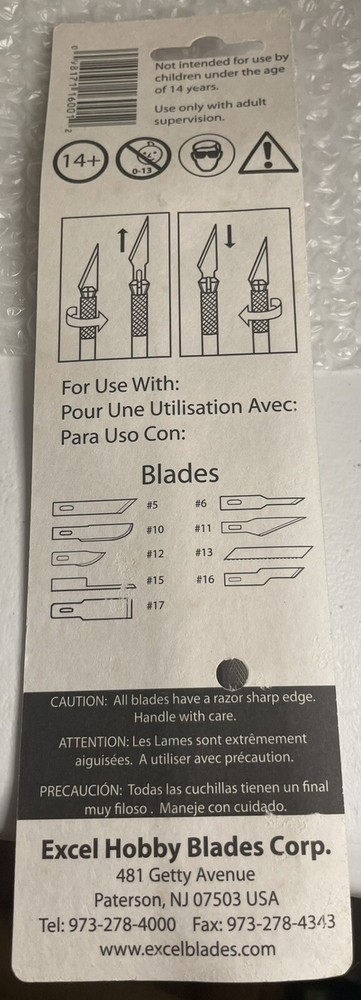 0 98171 16001 2
Not intended for use by
children under the age
of 14 years.
Use only with adult
supervision.
14+
0-13
For Use With:
Pour Une Utilisation Avec:
Para Uso Con:
Blades
#5
#6
#10
#11
#12
#13
#15
#16
#17
CAUTION: All blades have a razor sharp edge.
Handle with care.
ATTENTION: Les Lames sont extrêmement
aiguisées. A utiliser avec précaution.
PRECAUCIÓN: Todas las cuchillas tienen un final
muy filoso . Maneje con cuidado.
Excel Hobby Blades Corp.
481 Getty Avenue
Paterson, NJ 07503 USA
Tel: 973-278-4000 Fax: 973-278-4343
www.excelblades.com